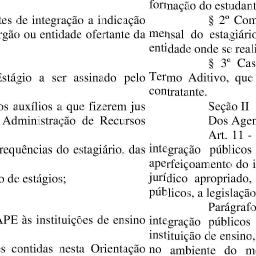 tes de integração a indicação
rgão ou entidade ofertante da
Estágio a ser assinado pelo
os auxílios a que fizerem jus
Administração de Recursos
requências do estagiário. das
o de estágios;
APE às instituições de ensino
es contidas nesta Orientação
formação do estudant
§ 2º Com
mensal do estagiário
entidade onde se reali
§ 3º Cas
Termo Aditivo, que
contratante.
Seção II
Dos Agen
Art. 11 -
integração públicos
aperfeiçoamento do i
jurídico apropriado,
públicos, a legislação
Parágrafo
integração públicos
instituição de ensino,
no ambiente do m